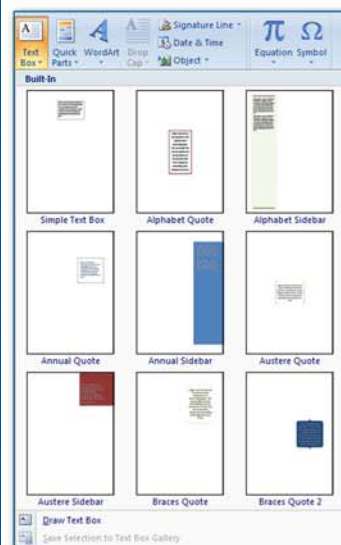 Text Box
Quick Parts
WordArt
Drop Cap
Signature Line
Date & Time
Object
Equation
Symbol
Built-In
Simple Text Box
Alphabet Quote
Alphabet Sidebar
Annual Quote
Annual Sidebar
Austere Quote
Austere Sidebar
Braces Quote
Braces Quote 2
Draw Text Box
Save Selection to Text Box Gallery